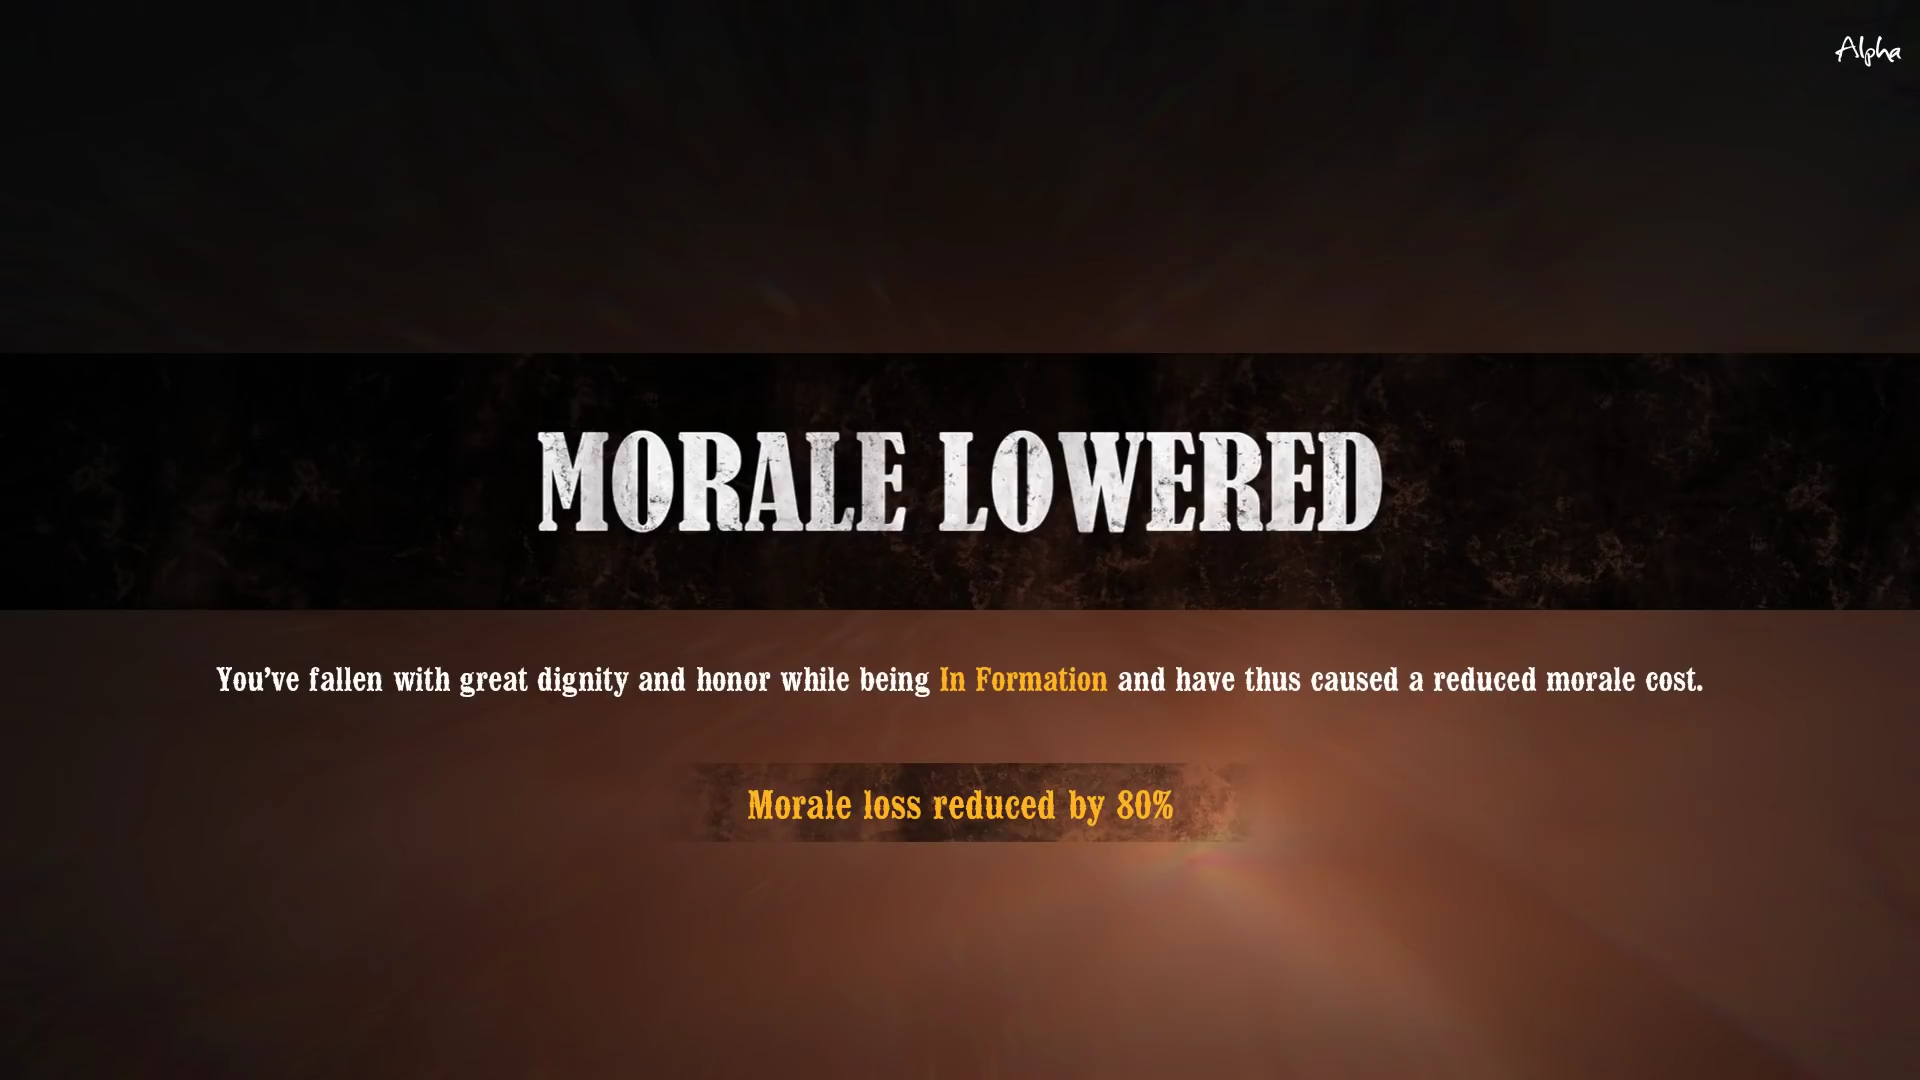 Alpha
MORALE LOWERED
You've fallen with great dignity and honor while being In Formation and have thus caused a reduced morale cost.
Morale loss reduced by 80%